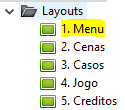 Layouts
1. Menu
2. Cenas
3. Casos
4. Jogo
5. Creditos